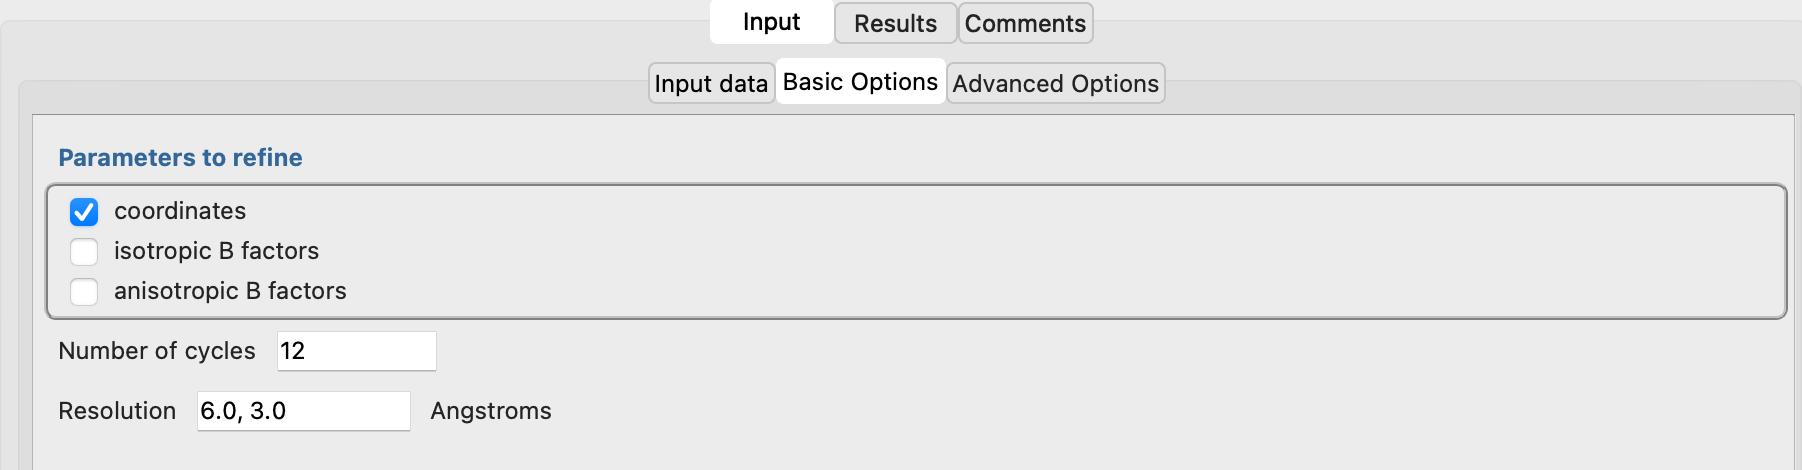 Input Results Comments
Input data Basic Options Advanced Options
Parameters to refine
coordinates
isotropic B factors
anisotropic B factors
Number of cycles 12
Resolution 6.0, 3.0 Angstroms